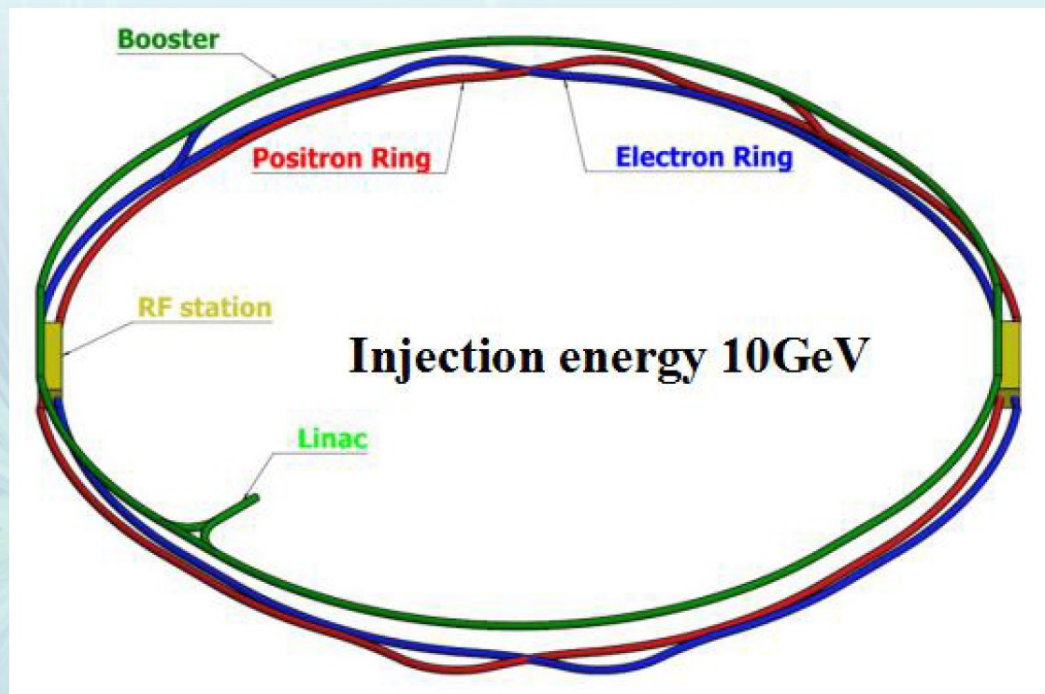 Booster
Positron Ring
Electron Ring
RF station
Injection energy 10GeV
Linac